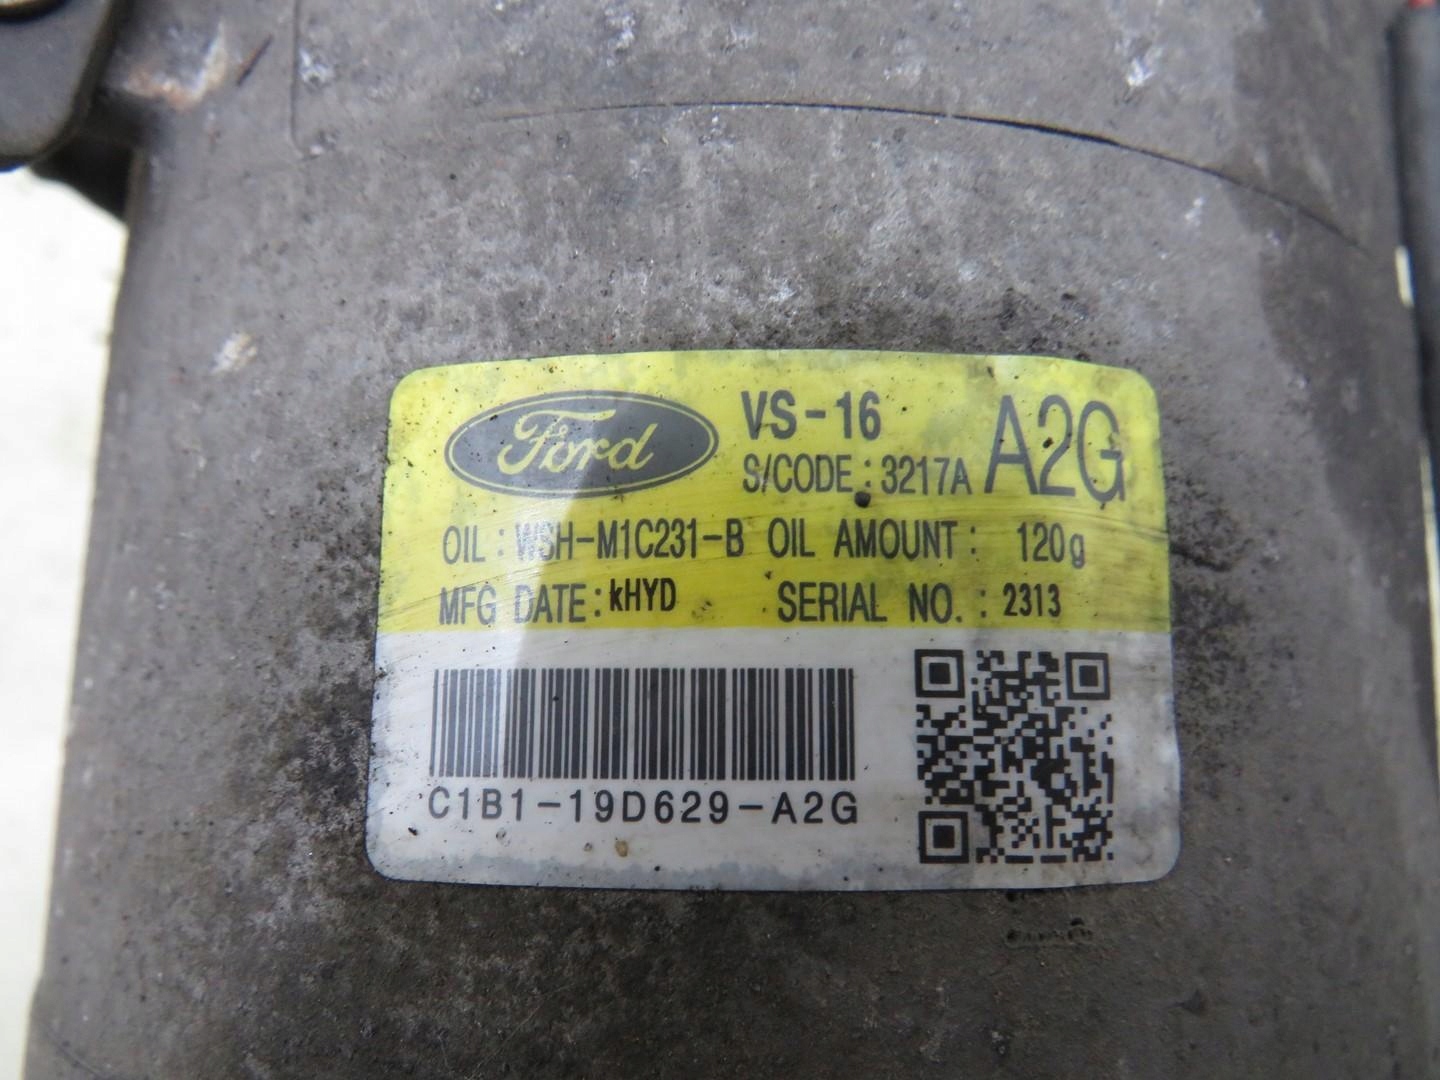 Ford
VS-16
S/CODE : 3217A
A2G
OIL : WSH-M1C231-B OIL AMOUNT : 120g
MFG DATE : kHYD SERIAL NO. : 2313
C1B1-19D629-A2G